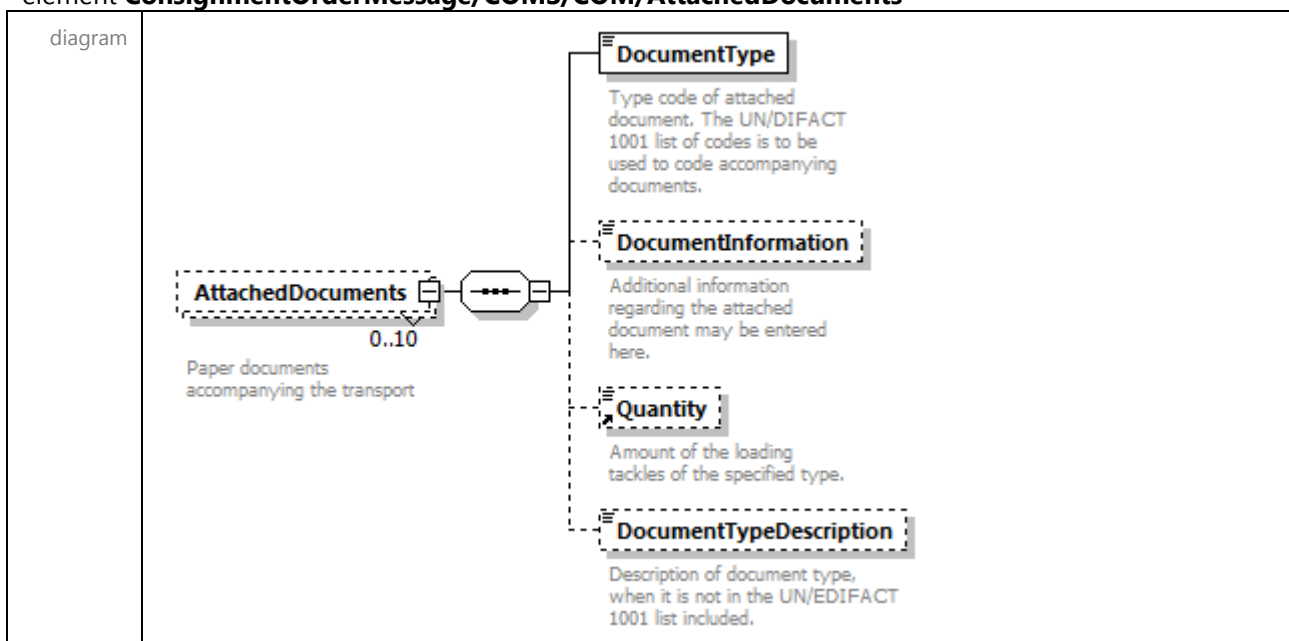 element ConsignmentOrderMessage/COMS/COM/AttachedDocuments
diagram
DocumentType
Type code of attached
document. The UN/DIFACT
1001 list of codes is to be
used to code accompanying
documents.
DocumentInformation
Additional information
regarding the attached
document may be entered
here.
AttachedDocuments
0..10
Paper documents
accompanying the transport
Quantity
Amount of the loading
tackles of the specified type.
DocumentTypeDescription
Description of document type,
when it is not in the UN/EDIFACT
1001 list included.